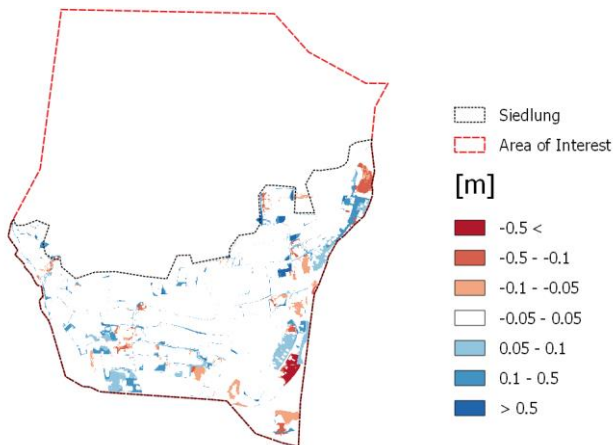 Siedlung
Area of Interest
[m]
-0.5 <
-0.5 - -0.1
-0.1 - -0.05
-0.05 - 0.05
0.05 - 0.1
0.1 - 0.5
> 0.5